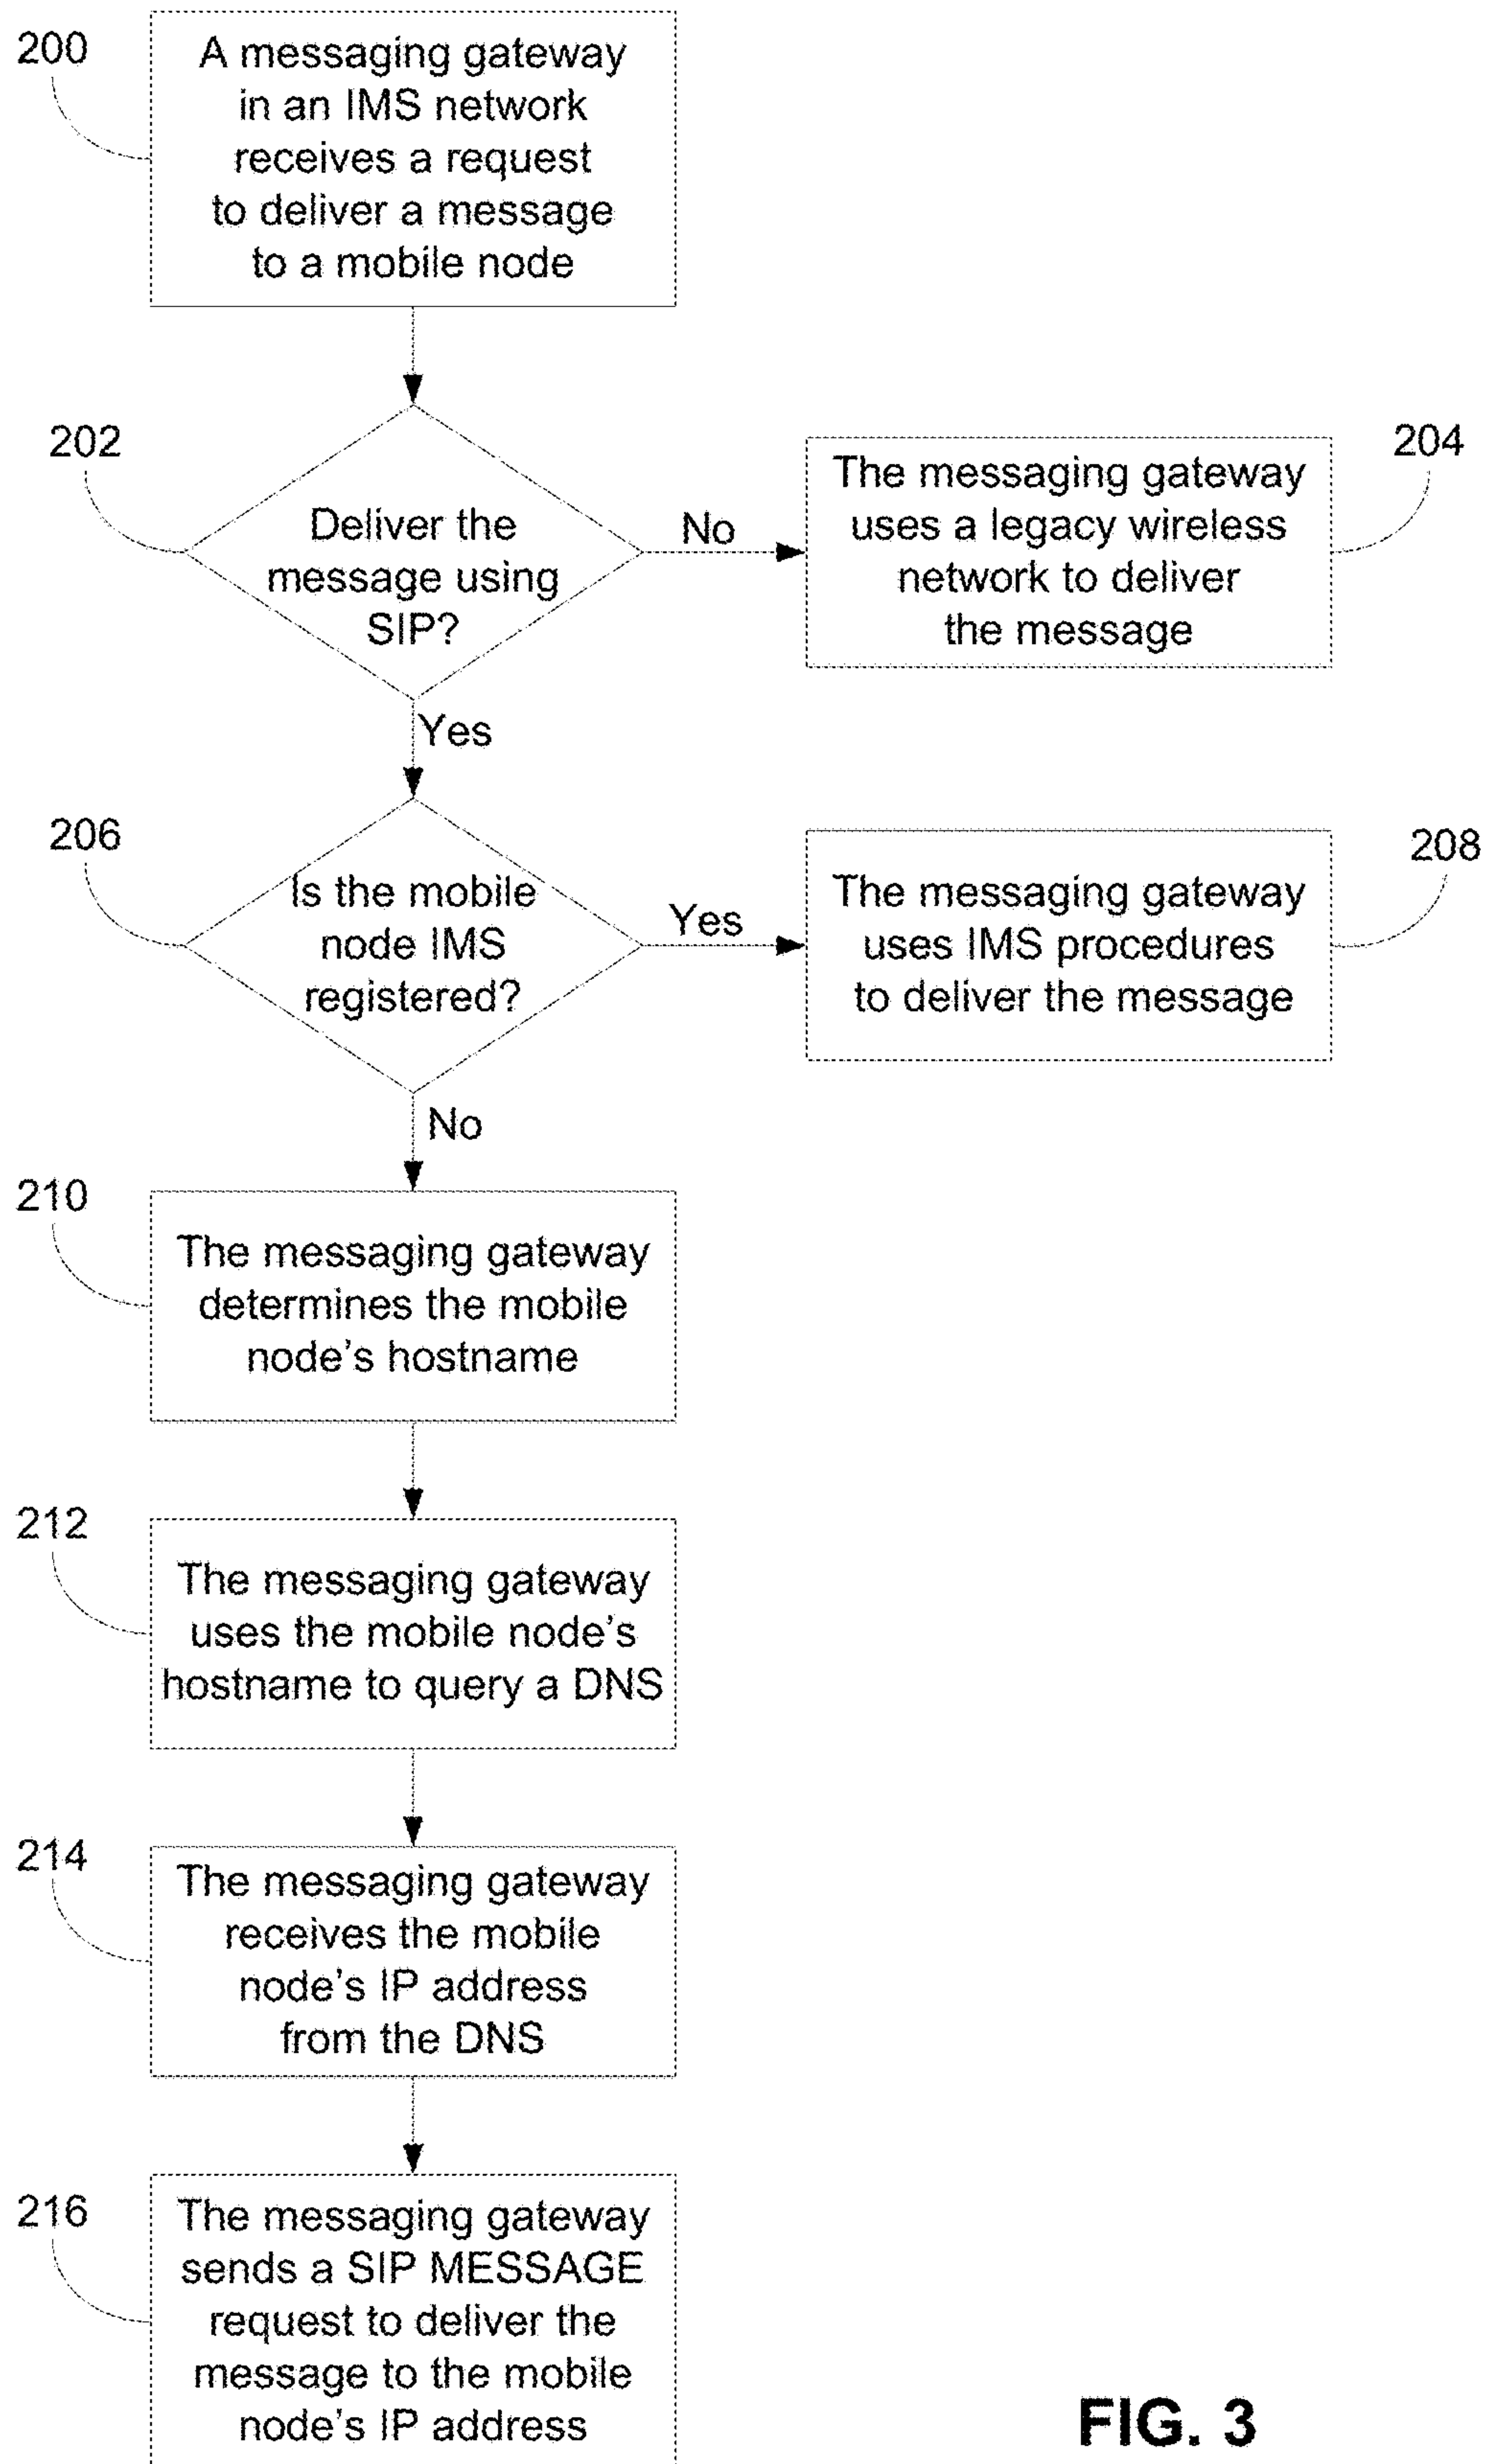 200
A messaging gateway
in an IMS network
receives a request
to deliver a message
to a mobile node
202
Deliver the
message using
SIP?
No
204
The messaging gateway
uses a legacy wireless
network to deliver
the message
Yes
206
Is the mobile
node IMS
registered?
Yes
208
The messaging gateway
uses IMS procedures
to deliver the message
No
210
The messaging gateway
determines the mobile
node’s hostname
212
The messaging gateway
uses the mobile node’s
hostname to query a DNS
214
The messaging gateway
receives the mobile
node’s IP address
from the DNS
216
The messaging gateway
sends a SIP MESSAGE
request to deliver the
message to the mobile
node’s IP address
FIG. 3